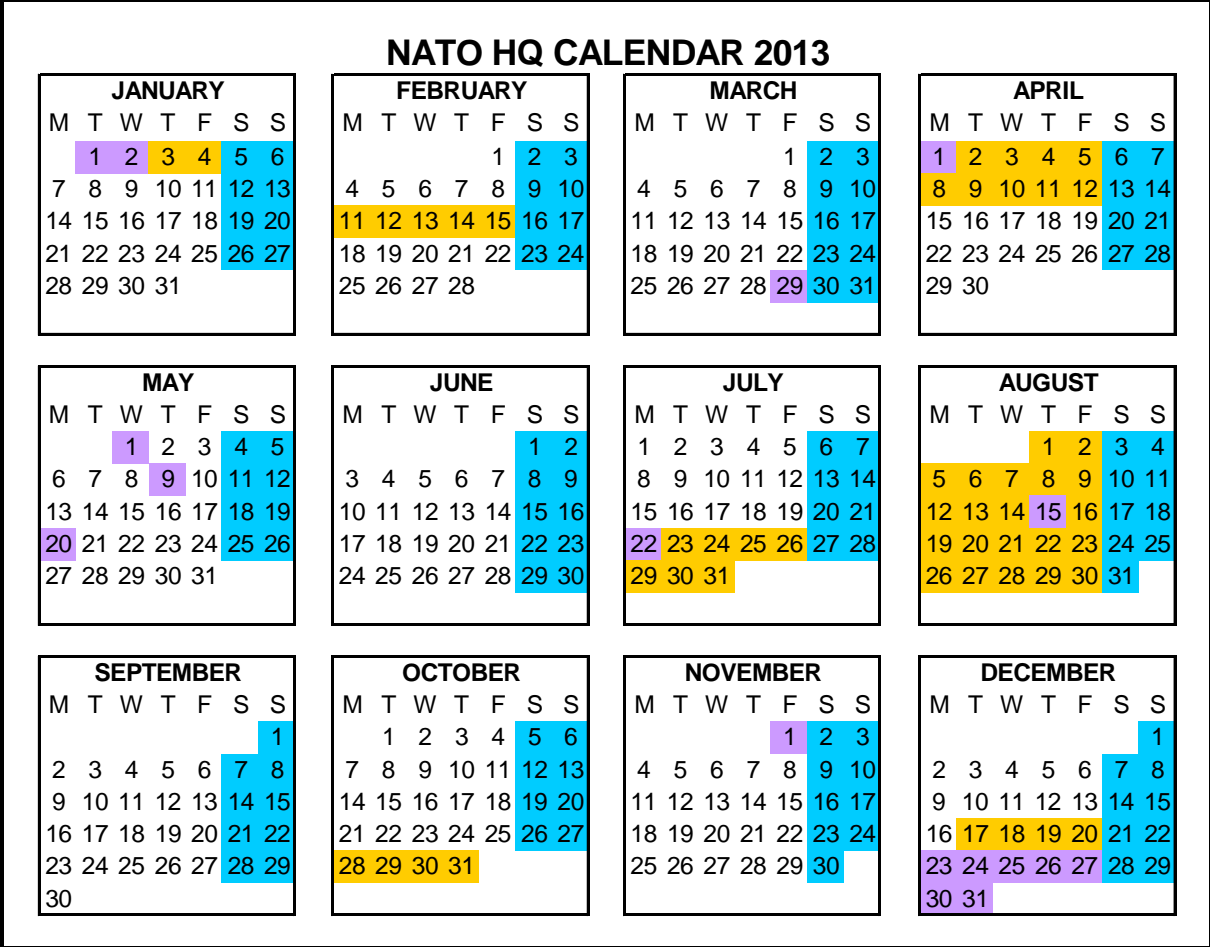 NATO HQ CALENDAR 2013
JANUARY
M T W T F S S
1 2 3 4 5 6
7 8 9 10 11 12 13
14 15 16 17 18 19 20
21 22 23 24 25 26 27
28 29 30 31
FEBRUARY
M T W T F S S
1 2 3
4 5 6 7 8 9 10
11 12 13 14 15 16 17
18 19 20 21 22 23 24
25 26 27 28
MARCH
M T W T F S S
1 2 3
4 5 6 7 8 9 10
11 12 13 14 15 16 17
18 19 20 21 22 23 24
25 26 27 28 29 30 31
APRIL
M T W T F S S
1 2 3 4 5 6 7
8 9 10 11 12 13 14
15 16 17 18 19 20 21
22 23 24 25 26 27 28
29 30
MAY
M T W T F S S
1 2 3 4 5
6 7 8 9 10 11 12
13 14 15 16 17 18 19
20 21 22 23 24 25 26
27 28 29 30 31
JUNE
M T W T F S S
1 2
3 4 5 6 7 8 9
10 11 12 13 14 15 16
17 18 19 20 21 22 23
24 25 26 27 28 29 30
JULY
M T W T F S S
1 2 3 4 5 6 7
8 9 10 11 12 13 14
15 16 17 18 19 20 21
22 23 24 25 26 27 28
29 30 31
AUGUST
M T W T F S S
1 2 3 4
5 6 7 8 9 10 11
12 13 14 15 16 17 18
19 20 21 22 23 24 25
26 27 28 29 30 31
SEPTEMBER
M T W T F S S
1
2 3 4 5 6 7 8
9 10 11 12 13 14 15
16 17 18 19 20 21 22
23 24 25 26 27 28 29
30
OCTOBER
M T W T F S S
1 2 3 4 5 6
7 8 9 10 11 12 13
14 15 16 17 18 19 20
21 22 23 24 25 26 27
28 29 30 31
NOVEMBER
M T W T F S S
1 2 3
4 5 6 7 8 9 10
11 12 13 14 15 16 17
18 19 20 21 22 23 24
25 26 27 28 29 30
DECEMBER
M T W T F S S
1
2 3 4 5 6 7 8
9 10 11 12 13 14 15
16 17 18 19 20 21 22
23 24 25 26 27 28 29
30 31